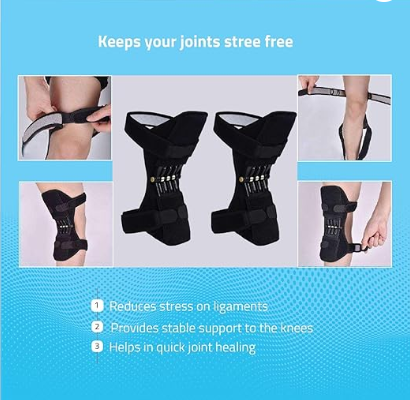 Keeps your joints stree free
1 Reduces stress on ligaments
2 Provides stable support to the knees
3 Helps in quick joint healing